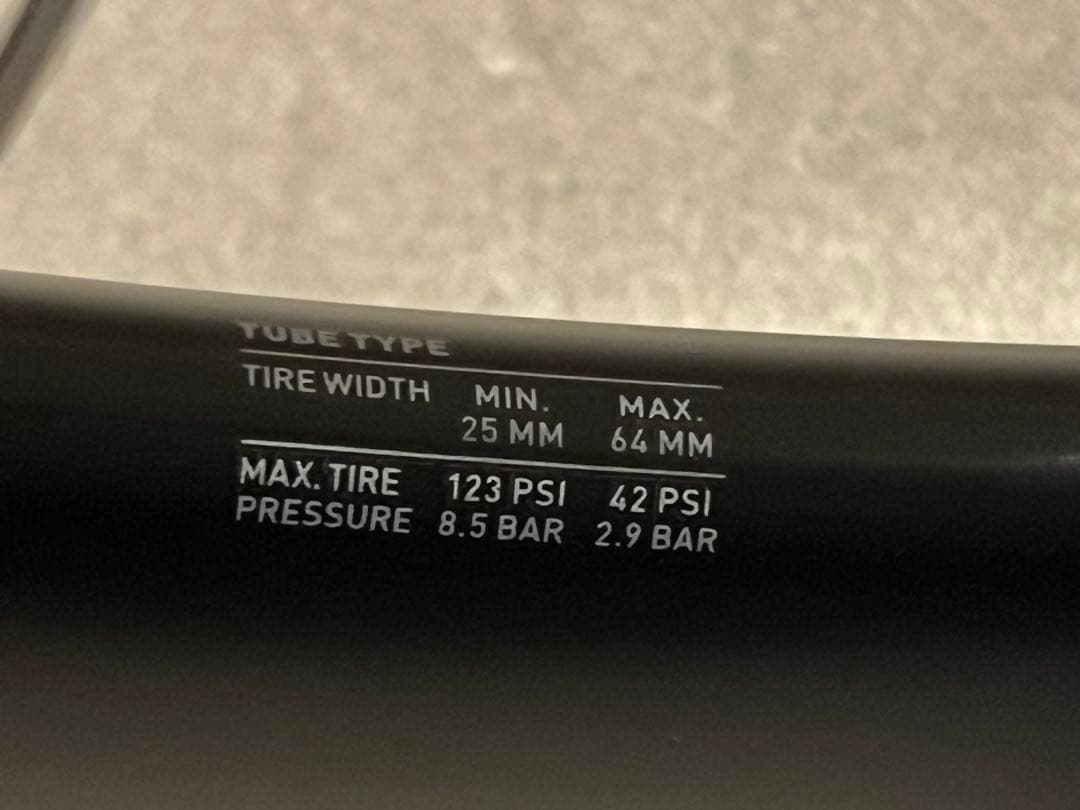 TUBE TYPE
TIRE WIDTH MIN. MAX.
25 MM 64 MM
MAX. TIRE 123 PSI 42 PSI
PRESSURE 8.5 BAR 2.9 BAR